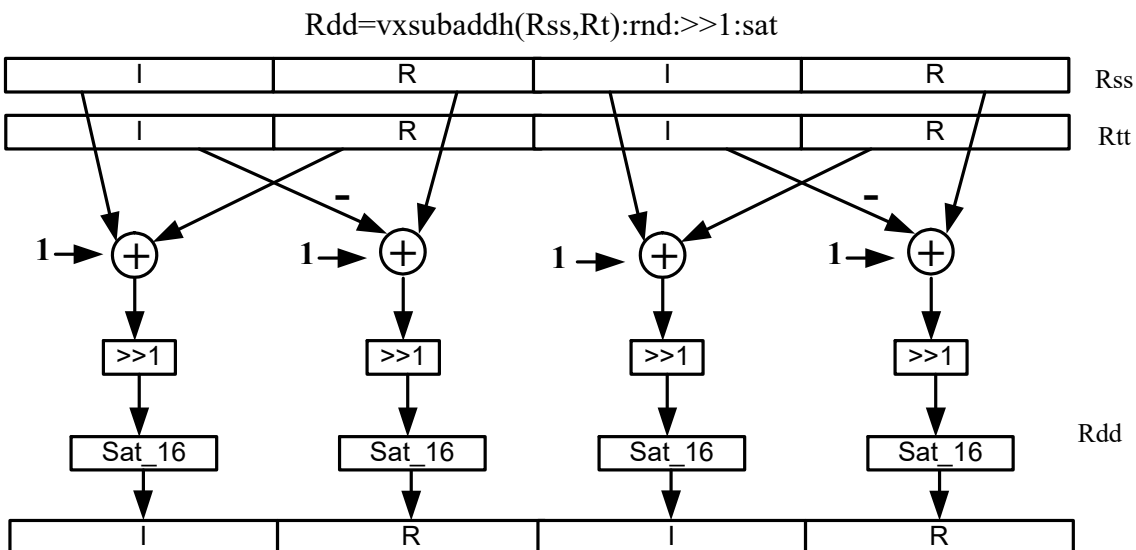 Rdd=vxsubaddh(Rss,Rt):rnd:>>1:sat
I R I R Rss
I R I R Rtt
- -
1 + 1 + 1 + 1 +
>>1 >>1 >>1 >>1
Sat_16 Sat_16 Sat_16 Sat_16 Rdd
I R I R